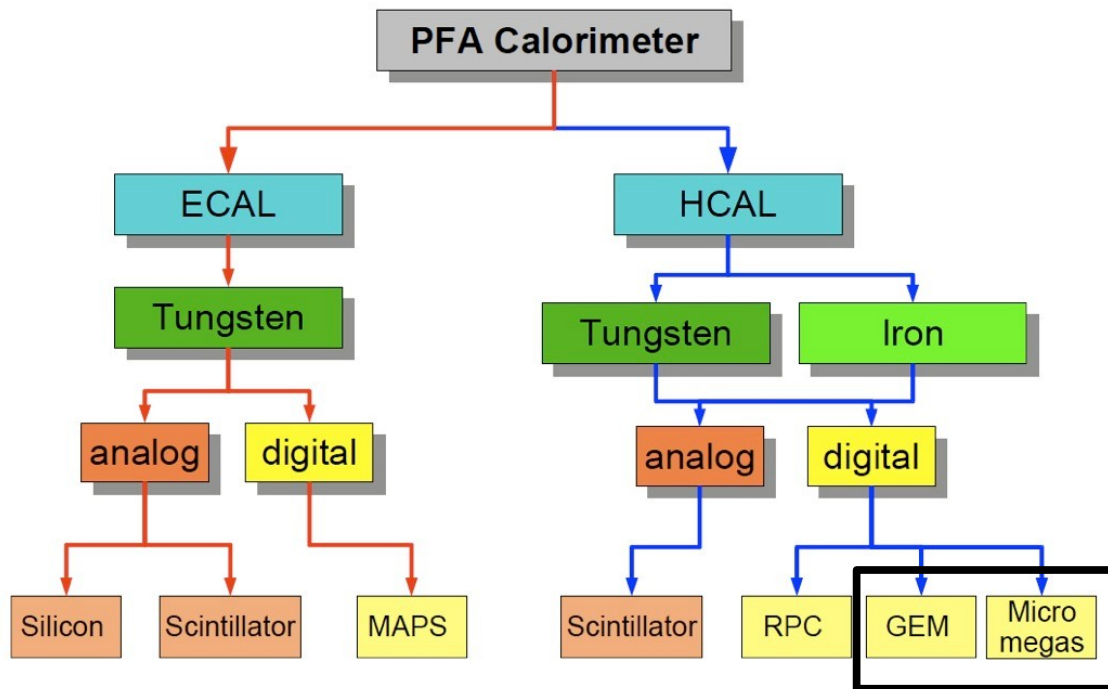 PFA Calorimeter
ECAL
HCAL
Tungsten
Tungsten
Iron
analog
digital
analog
digital
Silicon
Scintillator
MAPS
Scintillator
RPC
GEM
Micro
megas